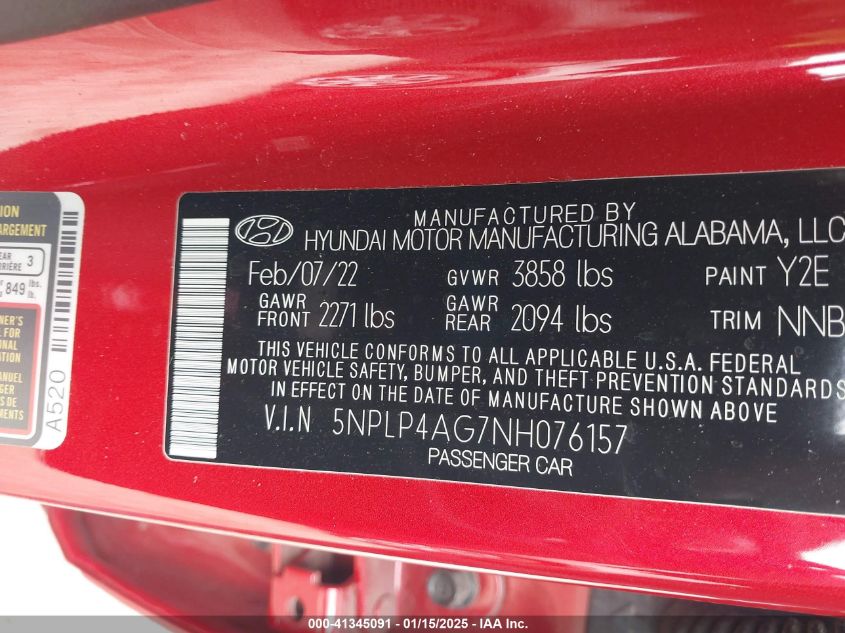 MANUFACTURED BY
HYUNDAI MOTOR MANUFACTURING ALABAMA, LLC
Feb/07/22 GVWR 3858 lbs PAINT Y2E
GAWR FRONT 2271 lbs GAWR REAR 2094 lbs TRIM NNB
THIS VEHICLE CONFORMS TO ALL APPLICABLE U.S.A. FEDERAL
MOTOR VEHICLE SAFETY, BUMPER, AND THEFT PREVENTION STANDARDS
IN EFFECT ON THE DATE OF MANUFACTURE SHOWN ABOVE
V.I.N 5NPLP4AG7NH076157
PASSENGER CAR
3
849 lbs.
A520
000-41345091 - 01/15/2025 - IAA Inc.